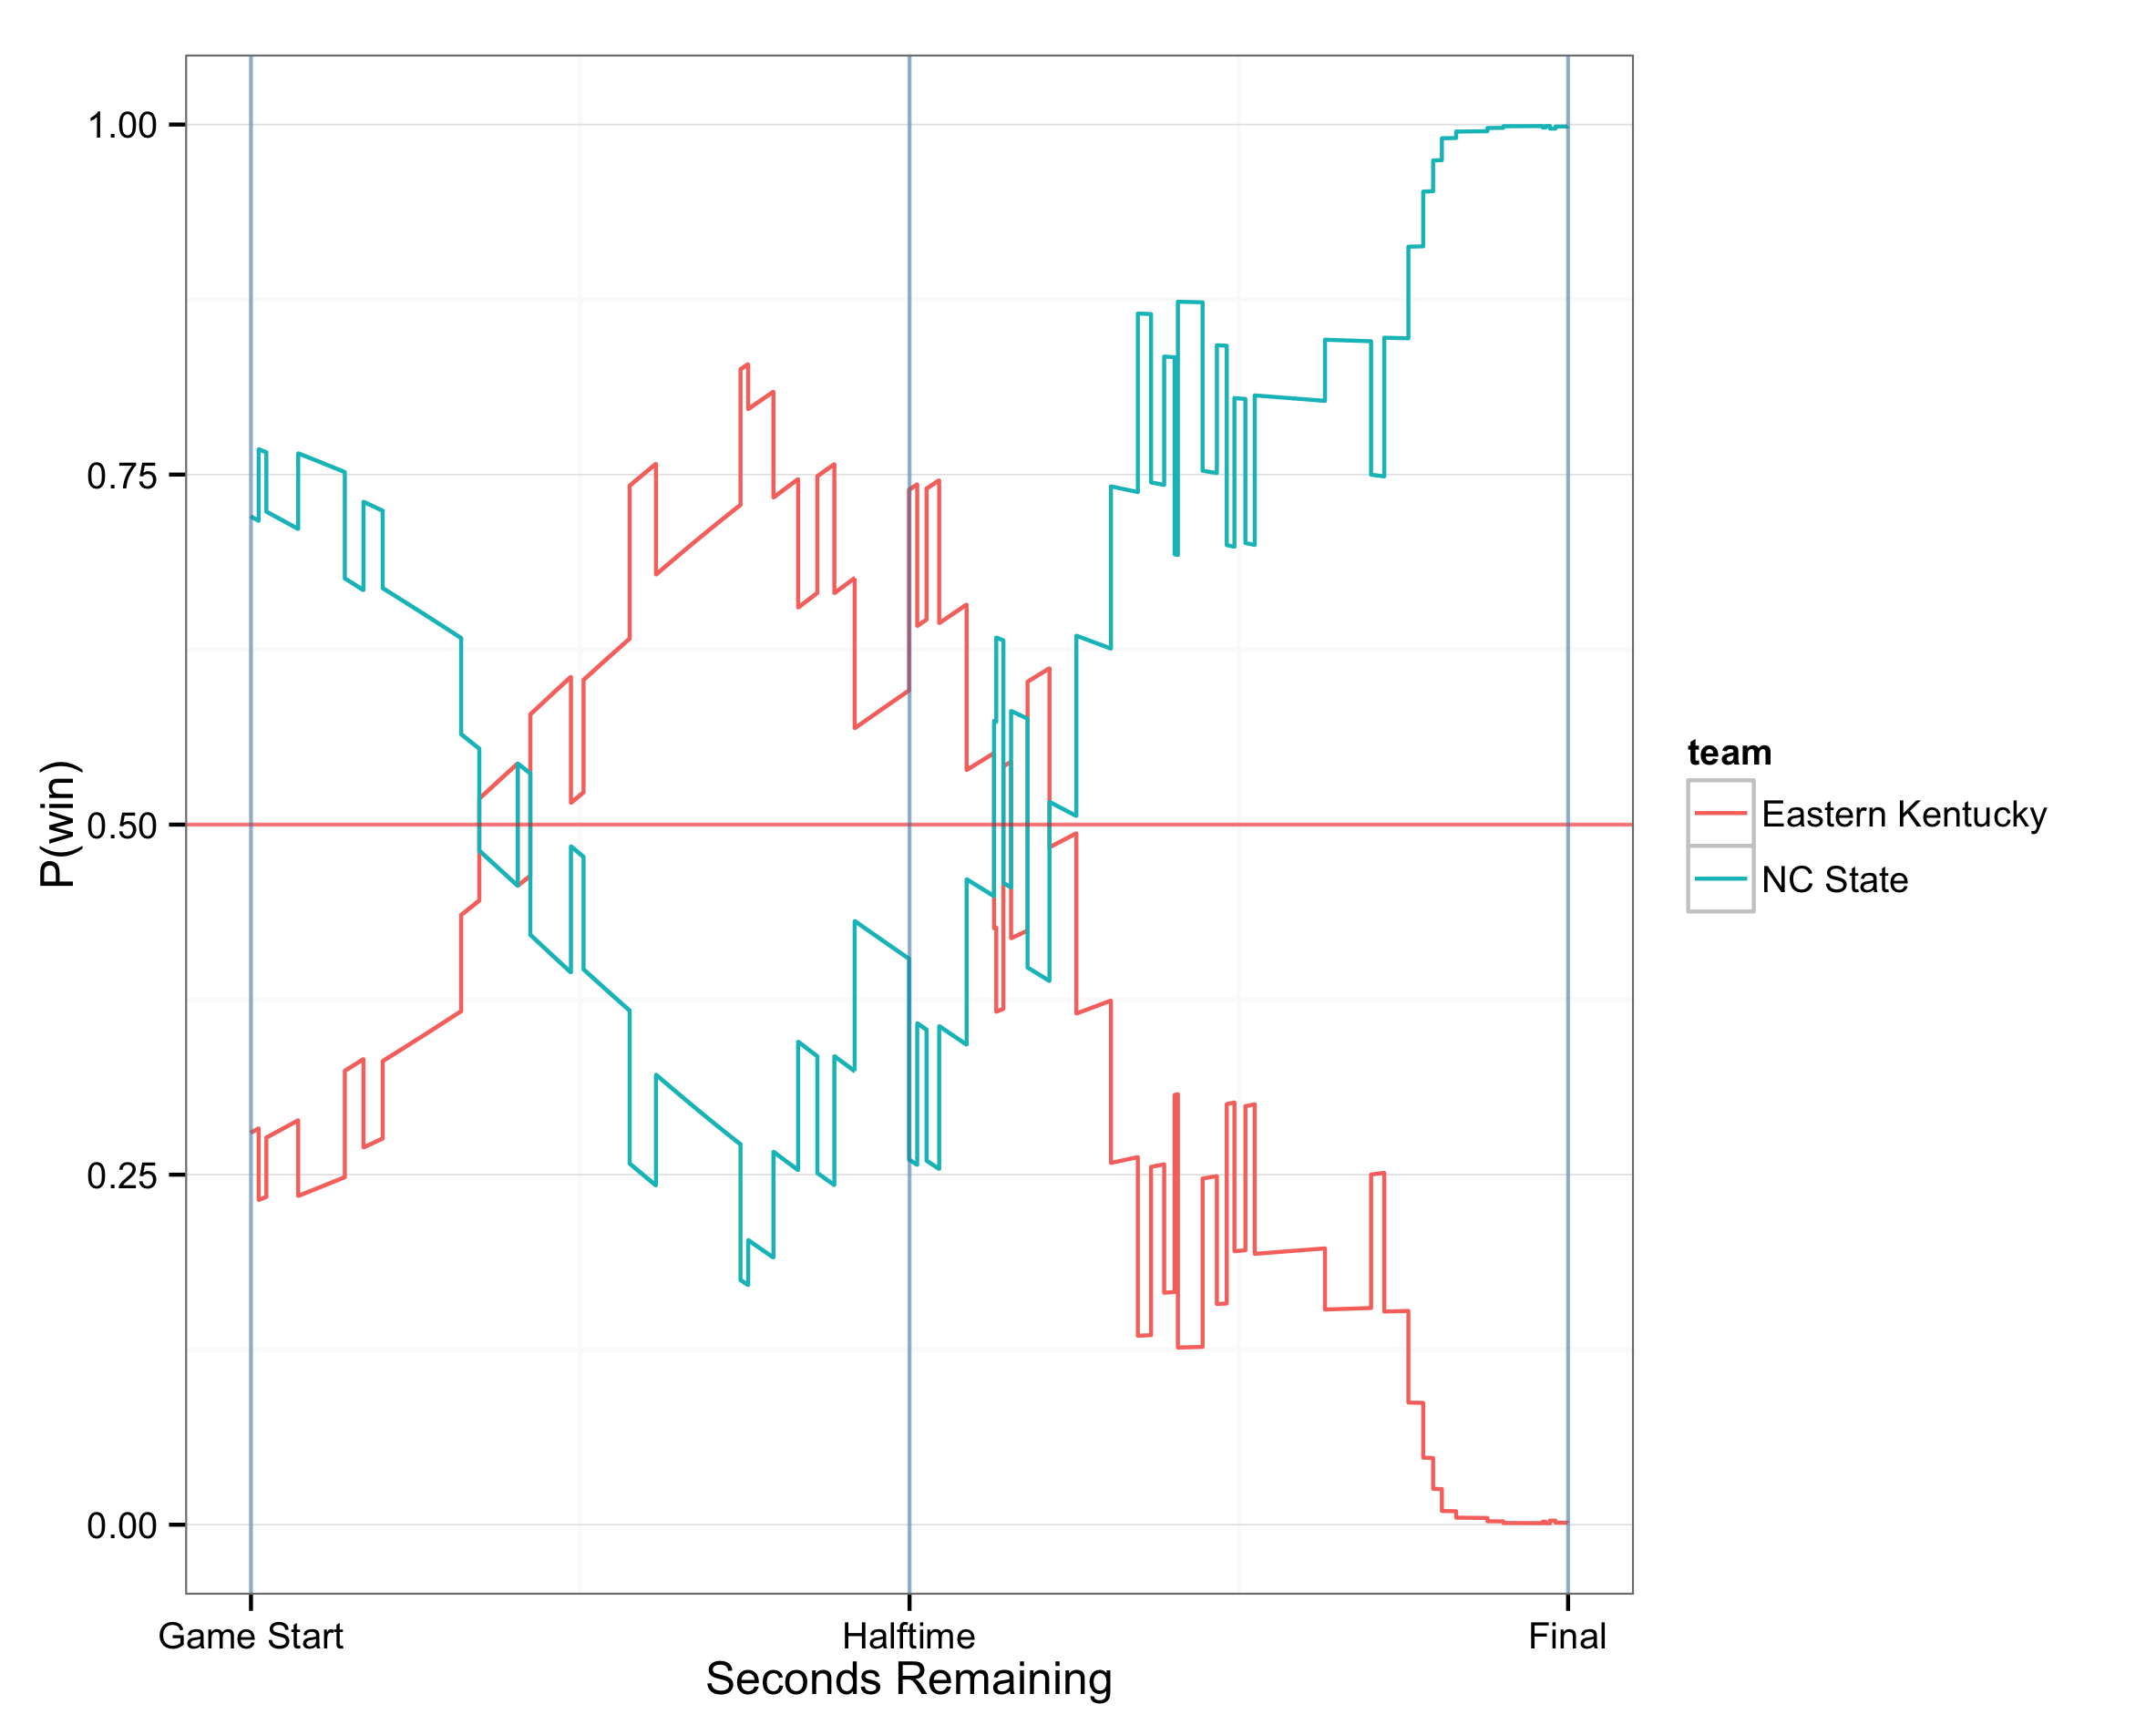 1.00
0.75
0.50
0.25
0.00
P(win)
Game Start
Halftime
Final
Seconds Remaining
team
Eastern Kentucky
NC State